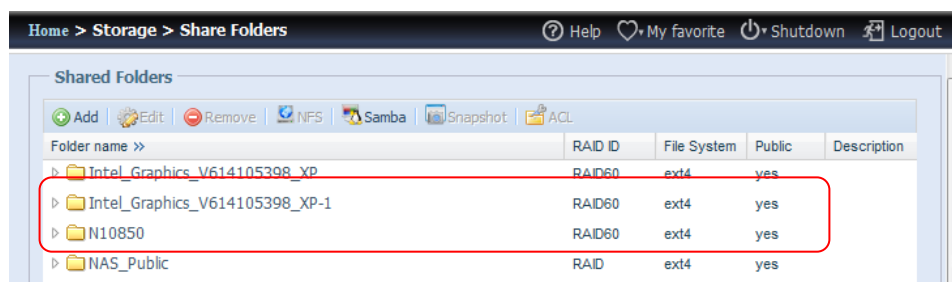 Home > Storage > Share Folders Help My favorite Shutdown Logout
Shared Folders
Add Edit Remove NFS Samba Snapshot ACL
Folder name >> RAID ID File System Public Description
Intel_Graphics_V614105398_XP RAID60 ext4 yes
Intel_Graphics_V614105398_XP-1 RAID60 ext4 yes
N10850 RAID60 ext4 yes
NAS_Public RAID ext4 yes